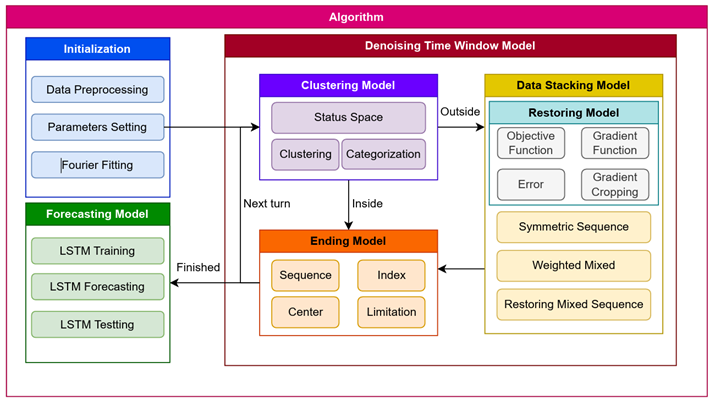 Algorithm
Initialization
Data Preprocessing
Parameters Setting
Fourier Fitting
Forecasting Model
LSTM Training
LSTM Forecasting
LSTM Testting
Denoising Time Window Model
Clustering Model
Status Space
Clustering
Categorization
Outside
Next turn
Inside
Finished
Ending Model
Sequence
Index
Center
Limitation
Data Stacking Model
Restoring Model
Objective
Function
Gradient
Function
Error
Gradient
Cropping
Symmetric Sequence
Weighted Mixed
Restoring Mixed Sequence